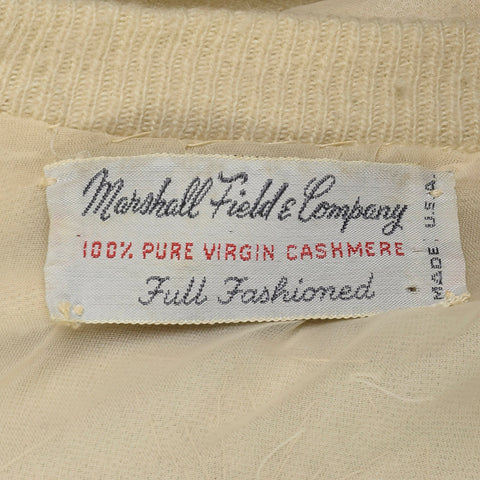 Marshall Field & Company
100% PURE VIRGIN CASHMERE
Full Fashioned
MADE U.S.A.